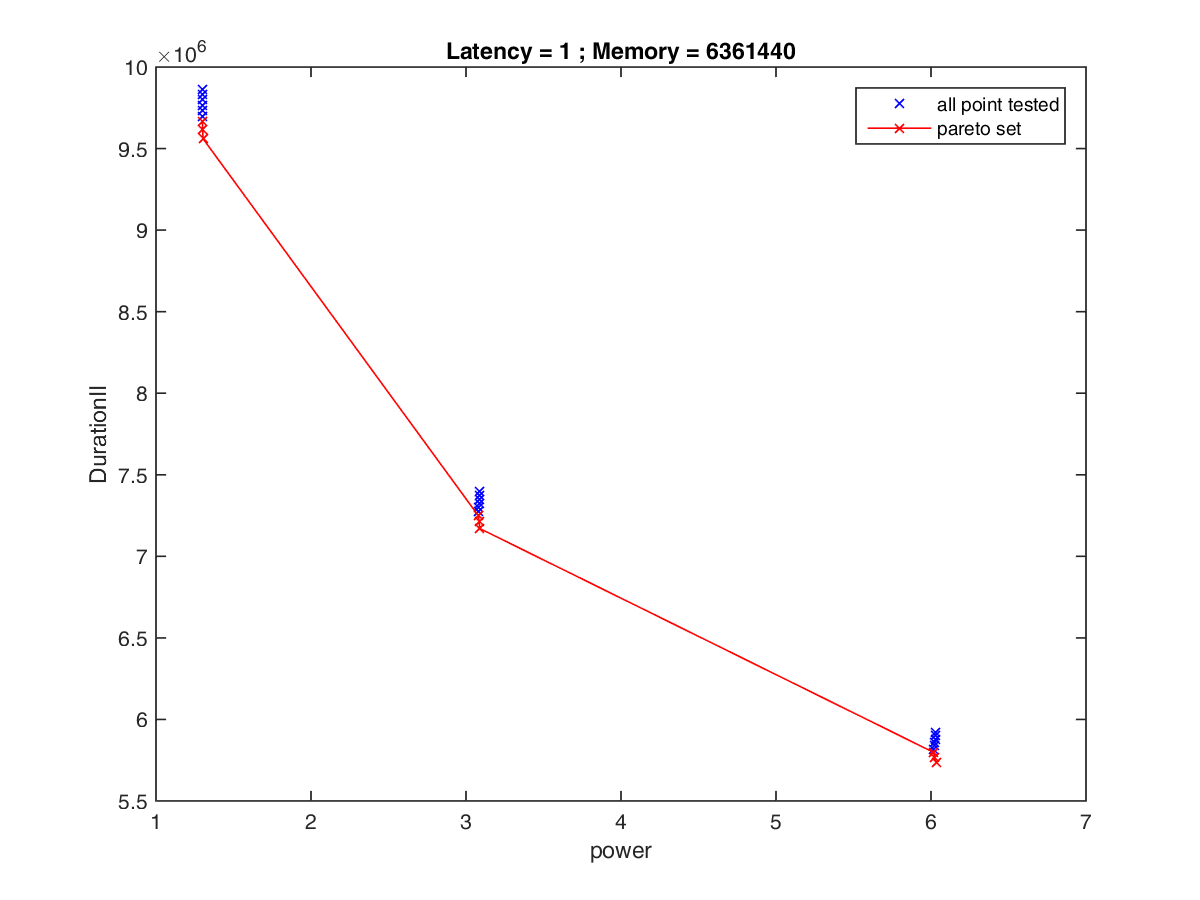 Latency = 1 ; Memory = 6361440
×10^6
10
9.5
9
8.5
8
7.5
7
6.5
6
5.5
DurationII
1 2 3 4 5 6 7
power
all point tested
pareto set